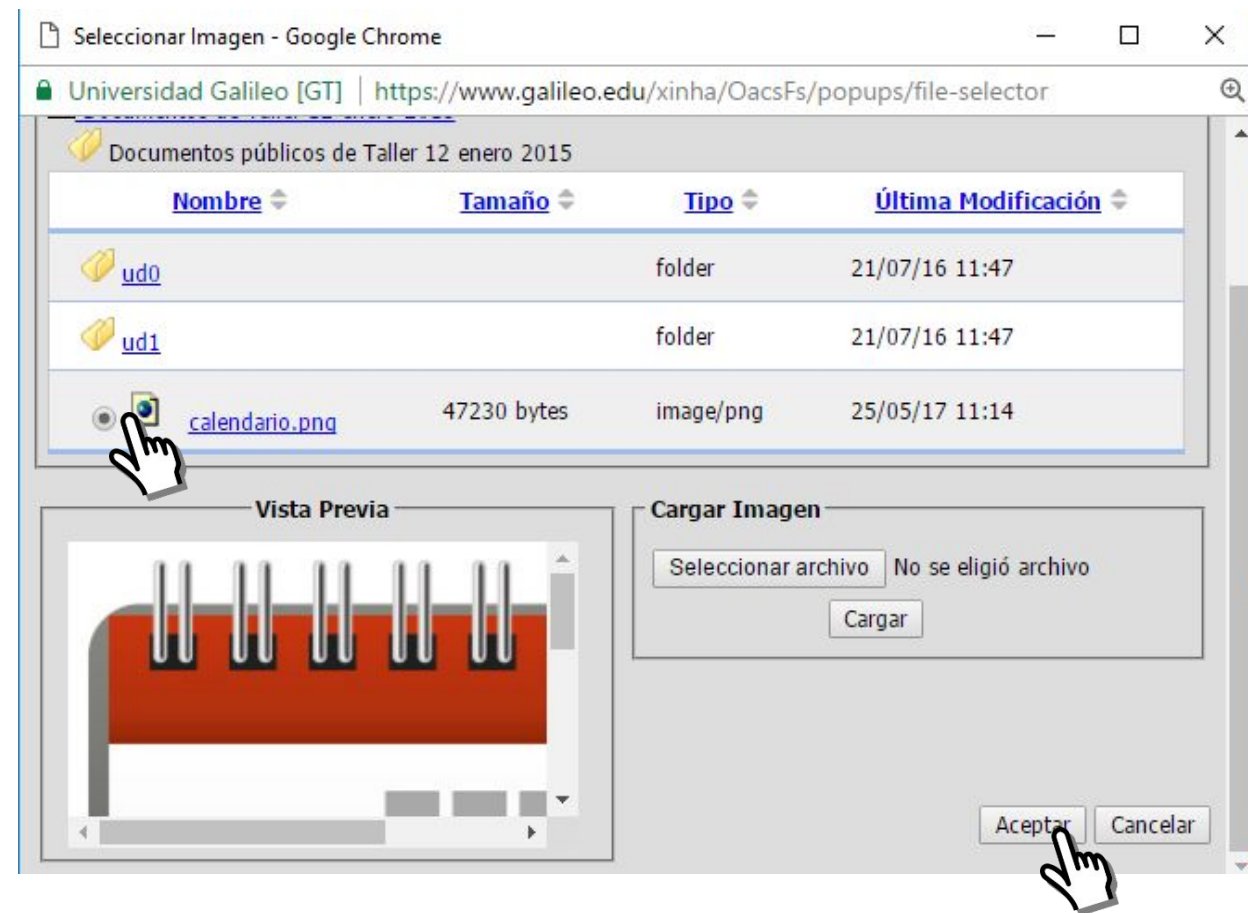 Seleccionar Imagen - Google Chrome
Universidad Galileo [GT] | https://www.galileo.edu/xinha/OacsFs/popups/file-selector
Documentos públicos de Taller 12 enero 2015
Nombre Tamaño Tipo Última Modificación
ud0 folder 21/07/16 11:47
ud1 folder 21/07/16 11:47
calendario.png 47230 bytes image/png 25/05/17 11:14
Vista Previa
Cargar Imagen
Seleccionar archivo No se eligió archivo
Cargar
Aceptar Cancelar